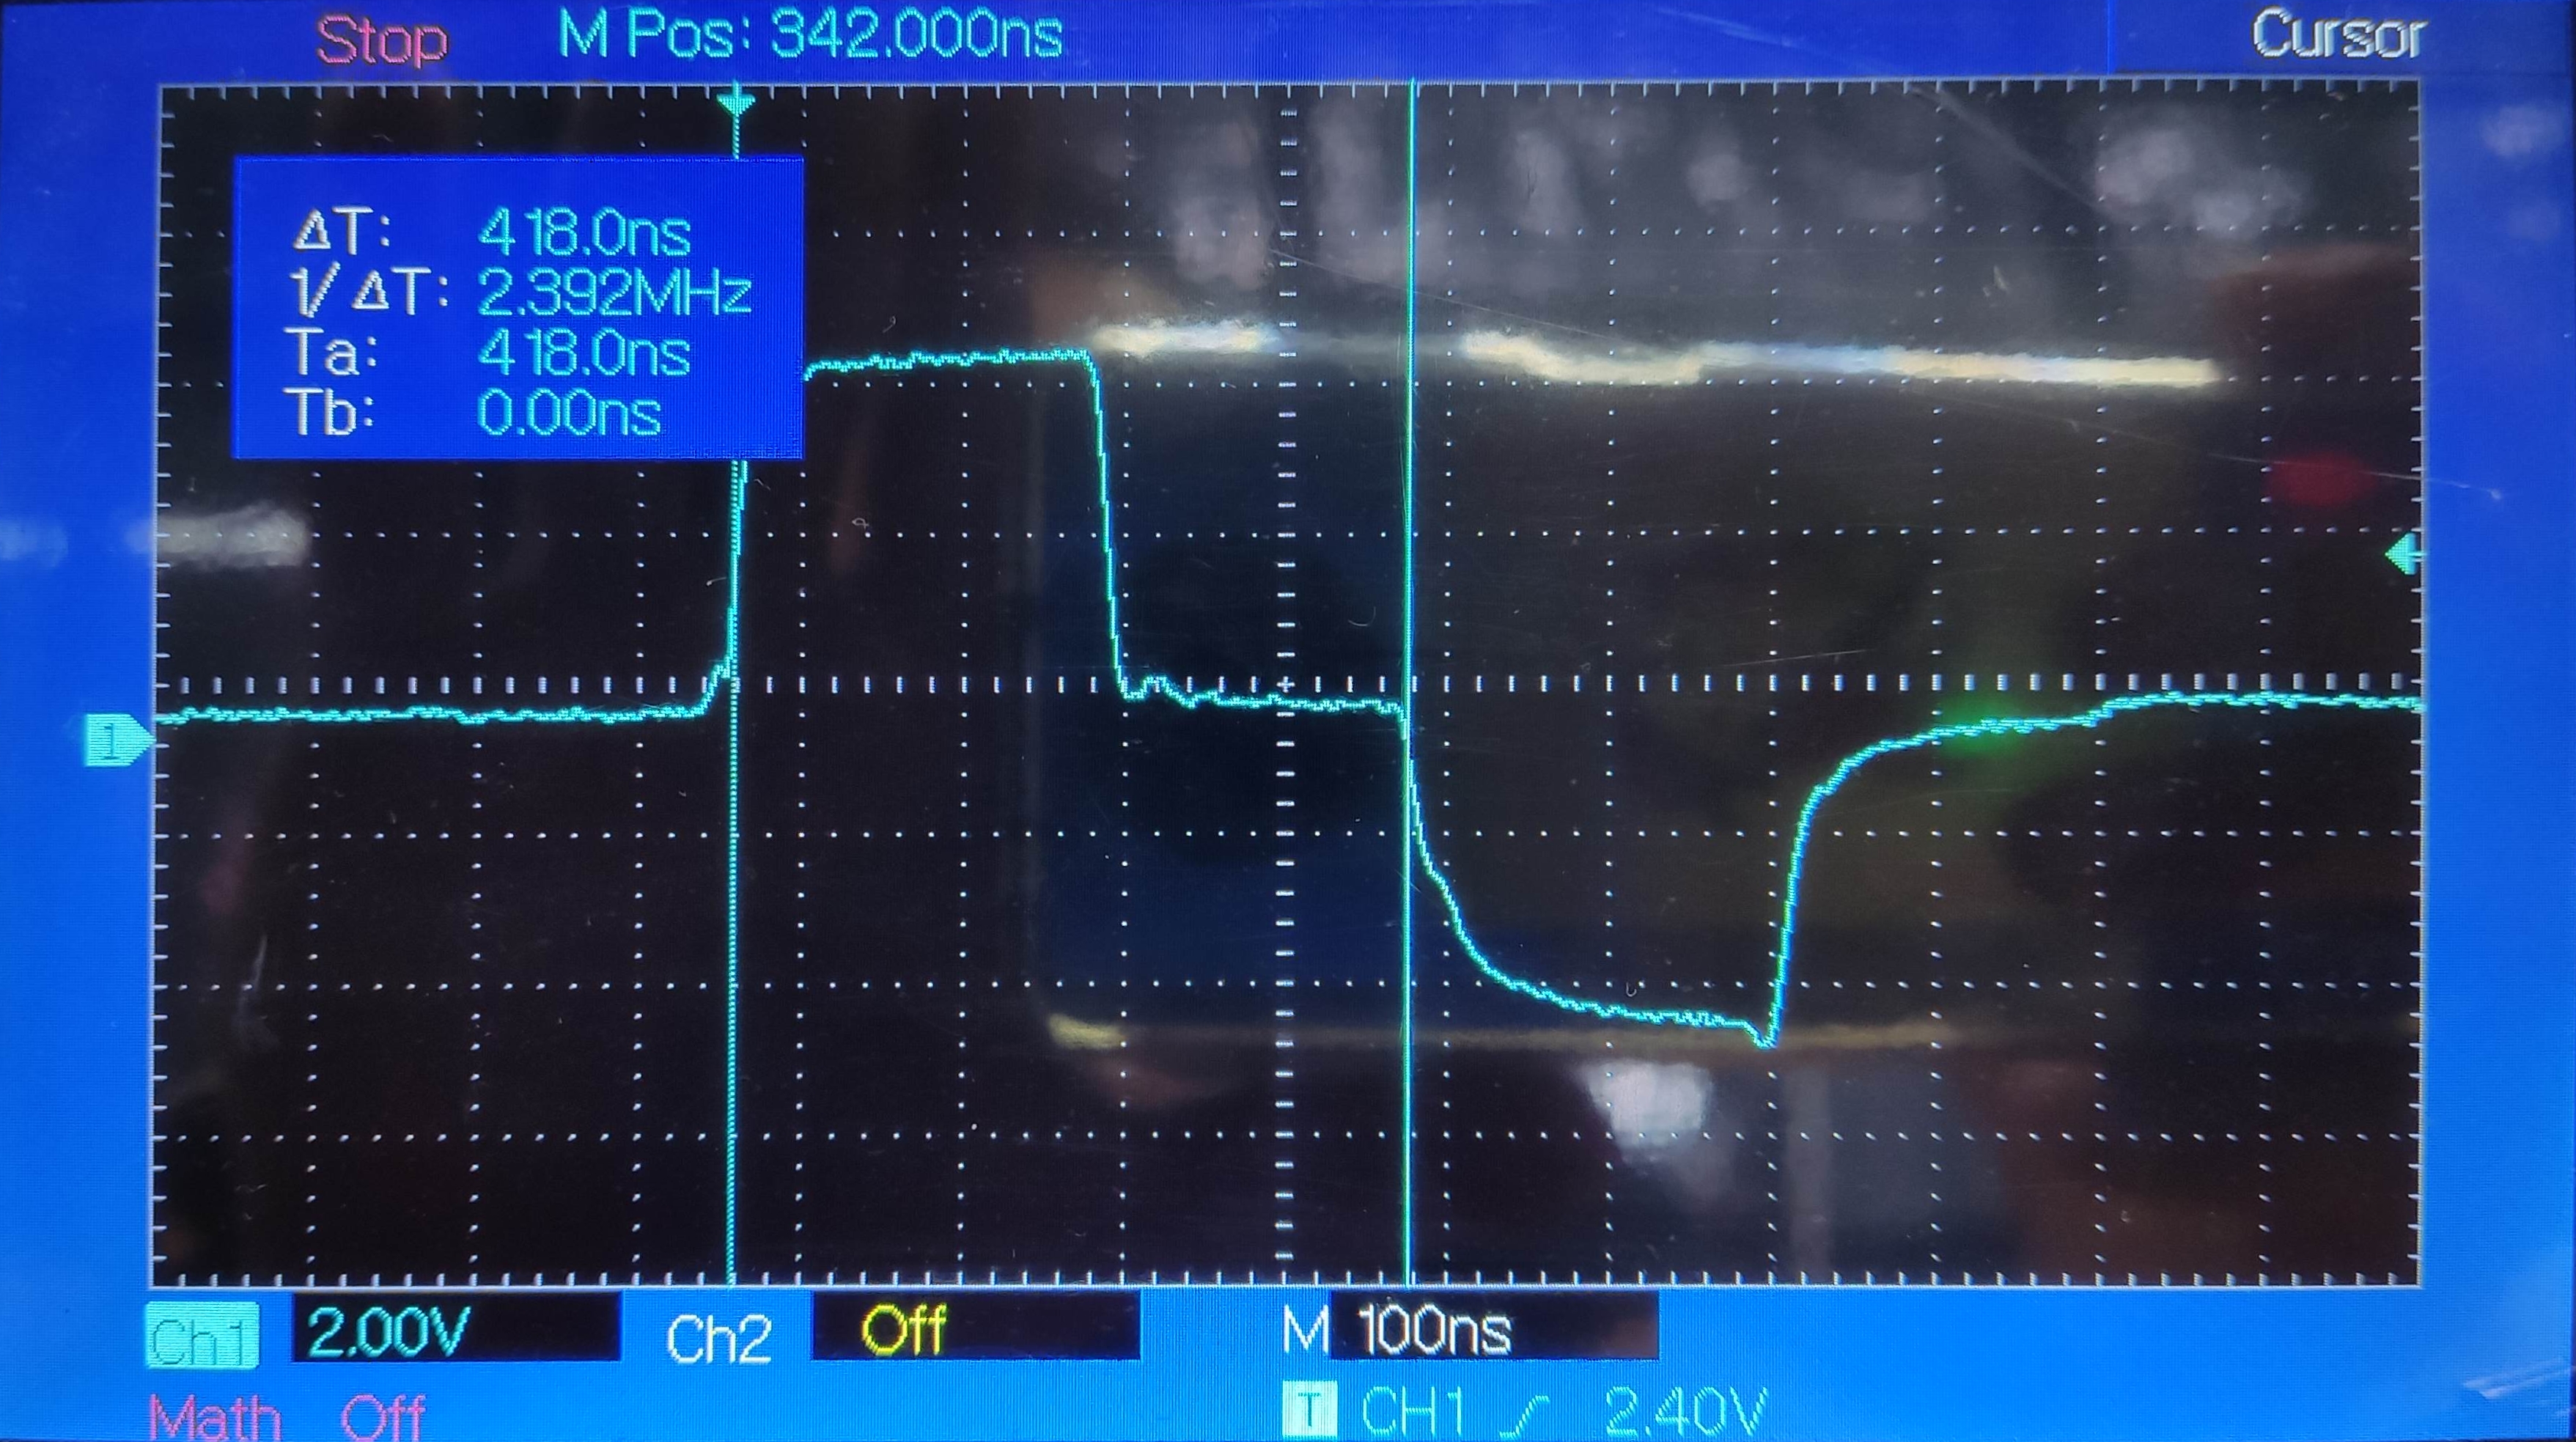 Stop M Pos: 342.000ns Cursor
ΔT: 418.0ns
1/ΔT: 2.392MHz
Ta: 418.0ns
Tb: 0.00ns
1
Ch1 2.00V Ch2 Off M 100ns
Math Off T CH1 2.40V